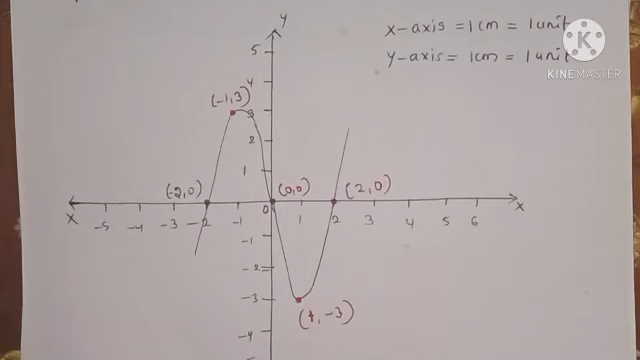 x-axis = 1cm = 1unit
y-axis = 1cm = 1unit
K
KINEMASTER
y
5
4
(-1,3)
3
2
1
(-2,0)
(0,0)
(2,0)
x
-5 -4 -3 -2 -1 0 1 2 3 4 5 6
x
-1
-2
-3
(1, -3)
-4